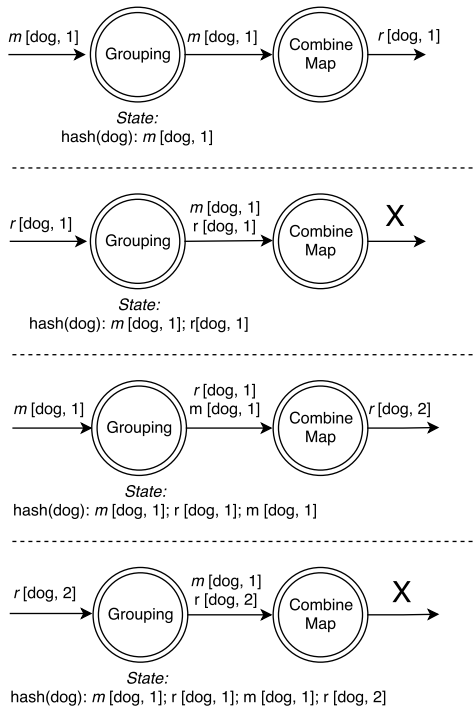 m [dog, 1] Grouping m [dog, 1] Combine Map r [dog, 1]
State:
hash(dog): m [dog, 1]
r [dog, 1] Grouping m [dog, 1]
r [dog, 1] Combine Map X
State:
hash(dog): m [dog, 1]; r[dog, 1]
m [dog, 1] Grouping r [dog, 1]
m [dog, 1] Combine Map r [dog, 2]
State:
hash(dog): m [dog, 1]; r [dog, 1]; m [dog, 1]
r [dog, 2] Grouping m [dog, 1]
r [dog, 2] Combine Map X
State:
hash(dog): m [dog, 1]; r [dog, 1]; m [dog, 1]; r [dog, 2]